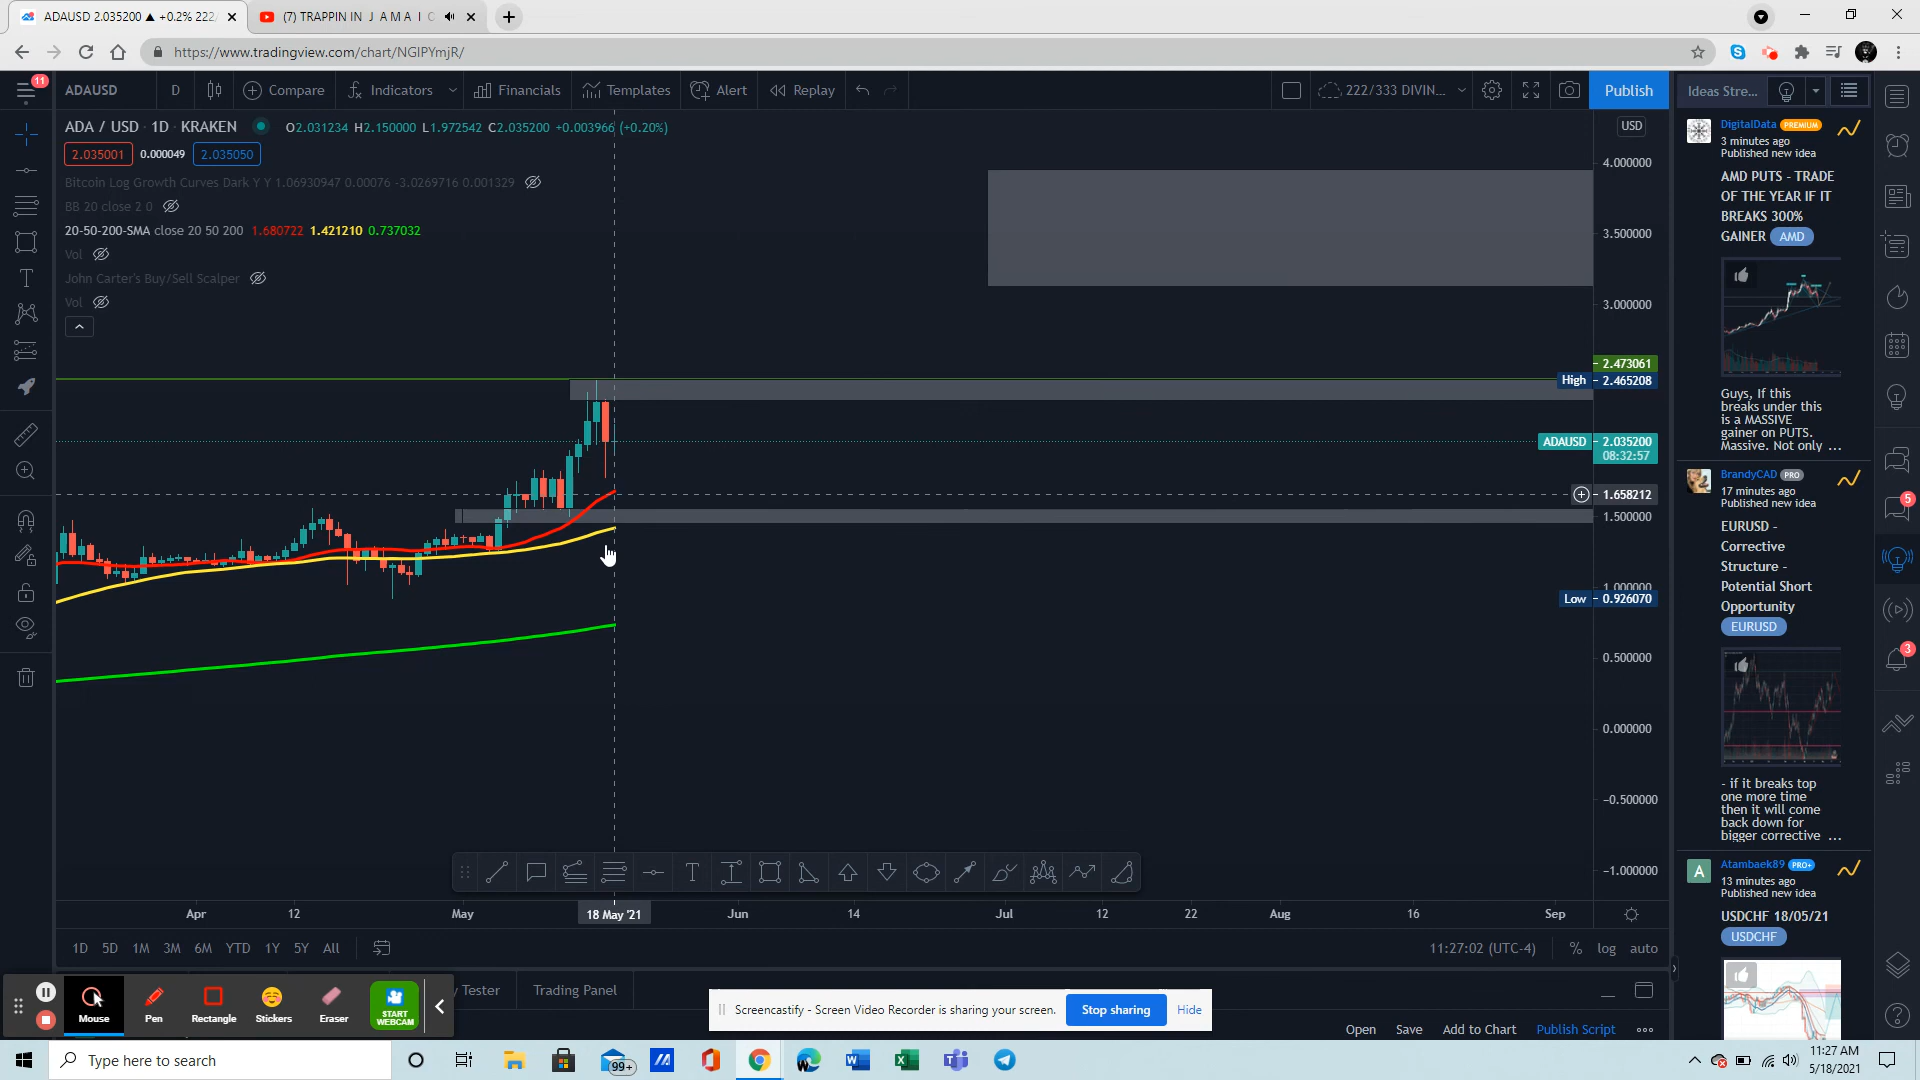 ADAUSD 2.035200 ▲ +0.2% 222/
(7) TRAPPIN IN J A M A I C
https://www.tradingview.com/chart/NGIPYmjR/
11
ADAUSD D Compare Indicators Financials Templates Alert Replay 222/333 DIVIN... Publish
Ideas Stre...
ADA / USD · 1D · KRAKEN O2.031234 H2.150000 L1.972542 C2.035200 +0.003966 (+0.20%)
2.035001 0.000049 2.035050
Bitcoin Log Growth Curves Dark Y Y 1.06930947 0.00076 -3.0269716 0.001329
BB 20 close 2 0
20-50-200-SMA close 20 50 200 1.680722 1.421210 0.737032
Vol
John Carter's Buy/Sell Scalper
Vol
USD
4.000000
3.500000
3.000000
2.473061
High 2.465208
ADAUSD 2.035200
08:32:57
1.658212
1.500000
1.000000
Low 0.926070
0.500000
0.000000
−0.500000
−1.000000
Apr 12 May 18 May '21 Jun 14 Jul 12 22 Aug 16 Sep
1D 5D 1M 3M 6M YTD 1Y 5Y All
11:27:02 (UTC-4) % log auto
DigitalData PREMIUM
3 minutes ago
Published new idea
AMD PUTS - TRADE
OF THE YEAR IF IT
BREAKS 300%
GAINER AMD
Guys, If this
breaks under this
is a MASSIVE
gainer on PUTS.
Massive. Not only ...
BrandyCAD PRO
17 minutes ago
Published new idea
EURUSD -
Corrective
Structure -
Potential Short
Opportunity
EURUSD
- if it breaks top
one more time
then it will come
back down for
bigger corrective ...
A
Atambaek89 PRO+
13 minutes ago
Published new idea
USDCHF 18/05/21
USDCHF
5
3
y Tester Trading Panel
Mouse Pen Rectangle Stickers Eraser START
WEBCAM
Screencastify - Screen Video Recorder is sharing your screen. Stop sharing Hide
Open Save Add to Chart Publish Script
Type here to search
99+
11:27 AM
5/18/2021